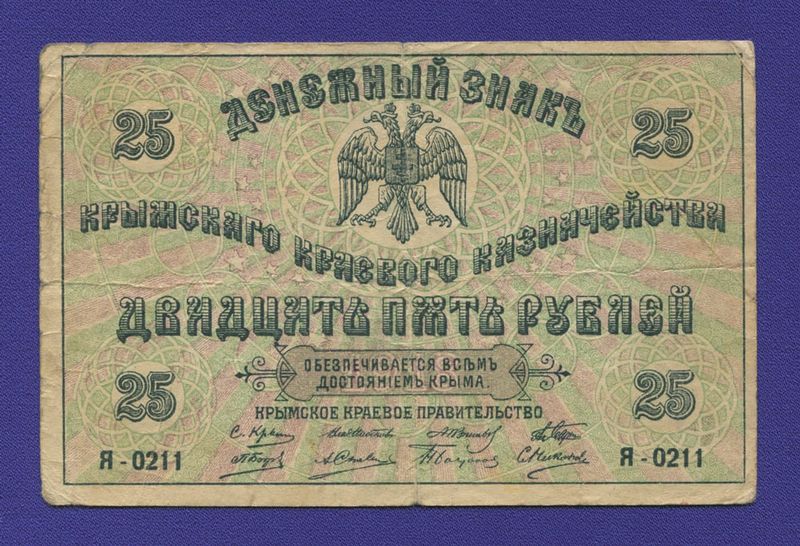 ДЕНЕЖНЫЙ ЗНАКЪ
25 25
КРЫМСКАГО КРАЕВОГО КАЗНАЧЕЙСТВА
ДВАДЦАТЬ ПЯТЬ РУБЛЕЙ
ОБЕЗПЕЧИВАЕТСЯ ВСѢМЪ
ДОСТОЯНІЕМЪ КРЫМА.
25 25
КРЫМСКОЕ КРАЕВОЕ ПРАВИТЕЛЬСТВО
Я - 0211 Я - 0211